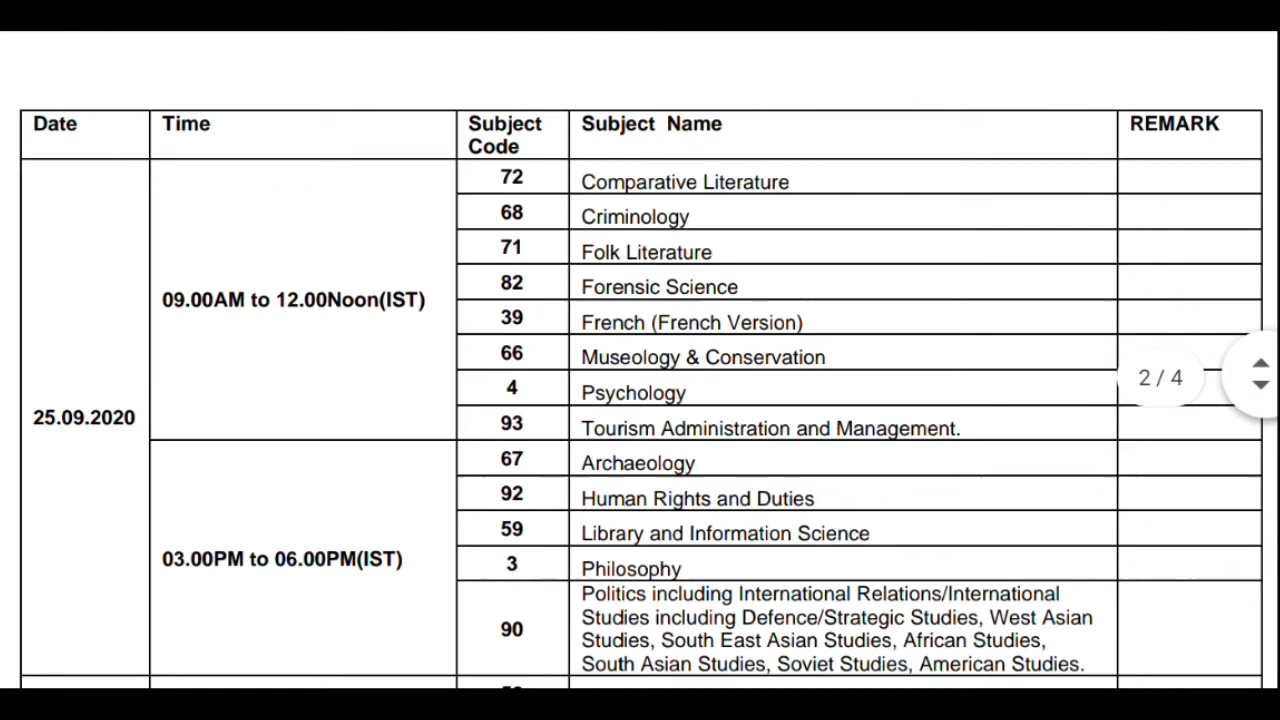 Date Time Subject Code Subject Name REMARK
25.09.2020
09.00AM to 12.00Noon(IST)
72 Comparative Literature
68 Criminology
71 Folk Literature
82 Forensic Science
39 French (French Version)
66 Museology & Conservation
4 Psychology
93 Tourism Administration and Management.
03.00PM to 06.00PM(IST)
67 Archaeology
92 Human Rights and Duties
59 Library and Information Science
3 Philosophy
90 Politics including International Relations/International
Studies including Defence/Strategic Studies, West Asian
Studies, South East Asian Studies, African Studies,
South Asian Studies, Soviet Studies, American Studies.
2 / 4